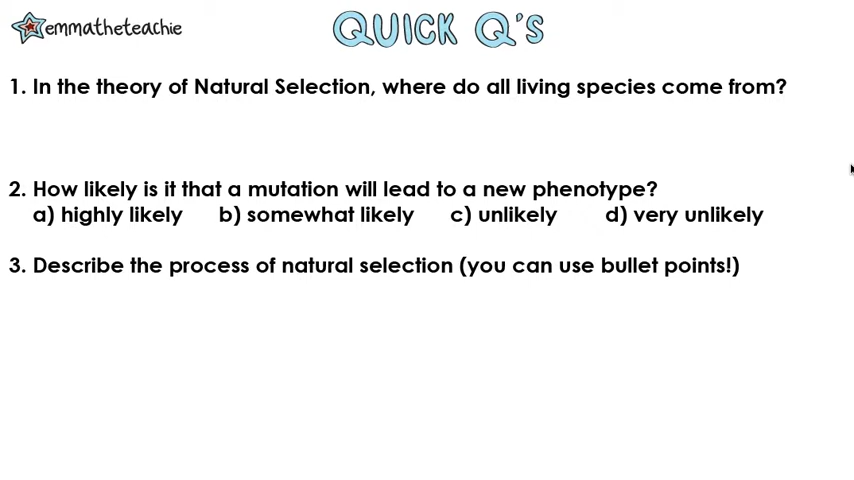 emmatheteachie
QUICK Q'S
1. In the theory of Natural Selection, where do all living species come from?
2. How likely is it that a mutation will lead to a new phenotype?
a) highly likely b) somewhat likely c) unlikely d) very unlikely
3. Describe the process of natural selection (you can use bullet points!)